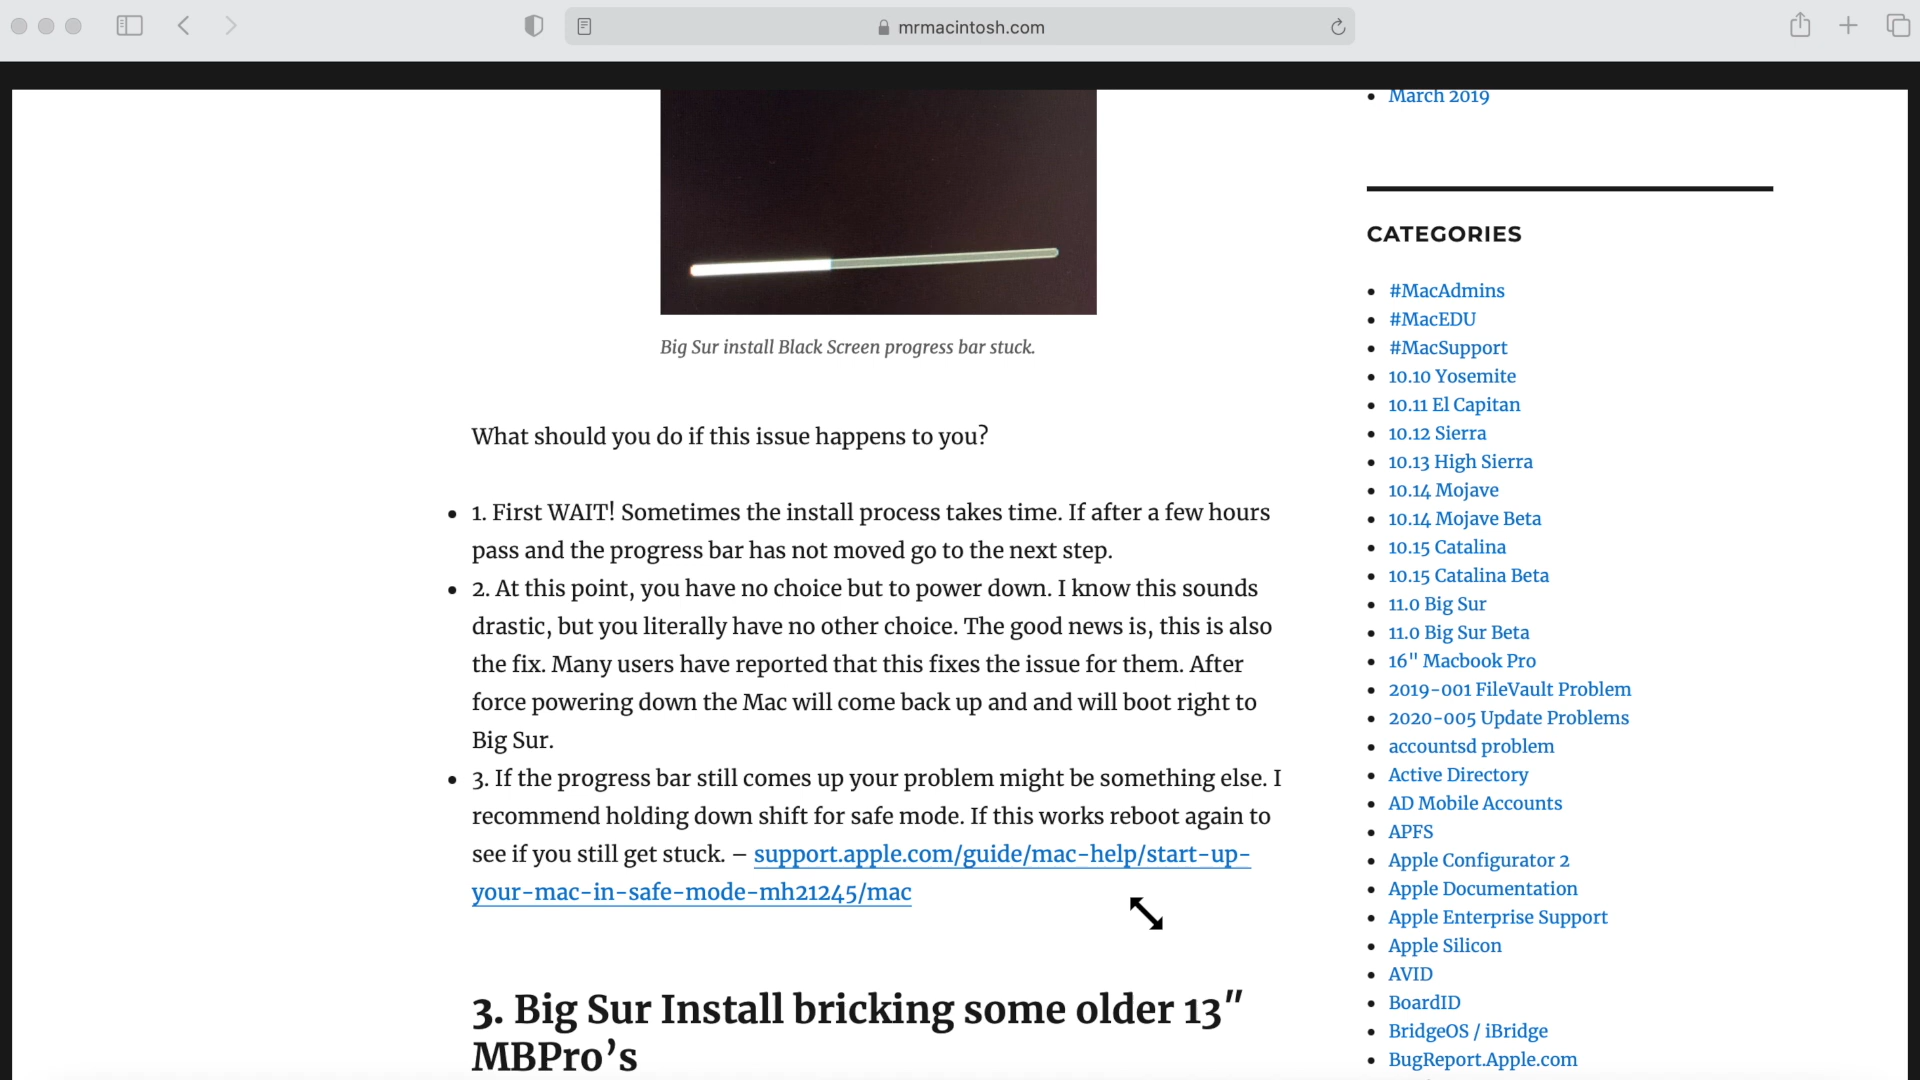 mrmacintosh.com
Big Sur install Black Screen progress bar stuck.
What should you do if this issue happens to you?
1. First WAIT! Sometimes the install process takes time. If after a few hours
pass and the progress bar has not moved go to the next step.
2. At this point, you have no choice but to power down. I know this sounds
drastic, but you literally have no other choice. The good news is, this is also
the fix. Many users have reported that this fixes the issue for them. After
force powering down the Mac will come back up and and will boot right to
Big Sur.
3. If the progress bar still comes up your problem might be something else. I
recommend holding down shift for safe mode. If this works reboot again to
see if you still get stuck. – support.apple.com/guide/mac-help/start-up-
your-mac-in-safe-mode-mh21245/mac
3. Big Sur Install bricking some older 13″
MBPro’s
March 2019
CATEGORIES
#MacAdmins
#MacEDU
#MacSupport
10.10 Yosemite
10.11 El Capitan
10.12 Sierra
10.13 High Sierra
10.14 Mojave
10.14 Mojave Beta
10.15 Catalina
10.15 Catalina Beta
11.0 Big Sur
11.0 Big Sur Beta
16" Macbook Pro
2019-001 FileVault Problem
2020-005 Update Problems
accountsd problem
Active Directory
AD Mobile Accounts
APFS
Apple Configurator 2
Apple Documentation
Apple Enterprise Support
Apple Silicon
AVID
BoardID
BridgeOS / iBridge
BugReport.Apple.com